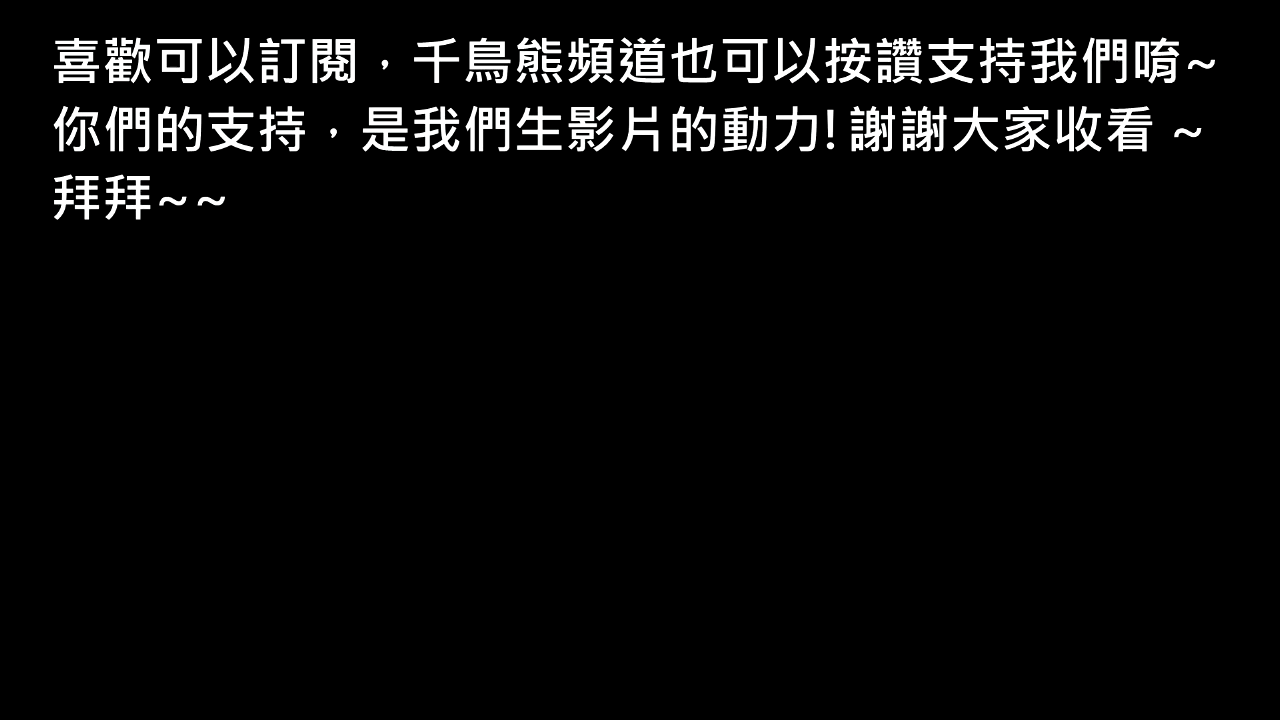 喜歡可以訂閱，千鳥熊頻道也可以按讚支持我們唷~
你們的支持，是我們生影片的動力! 謝謝大家收看 ~
拜拜~~